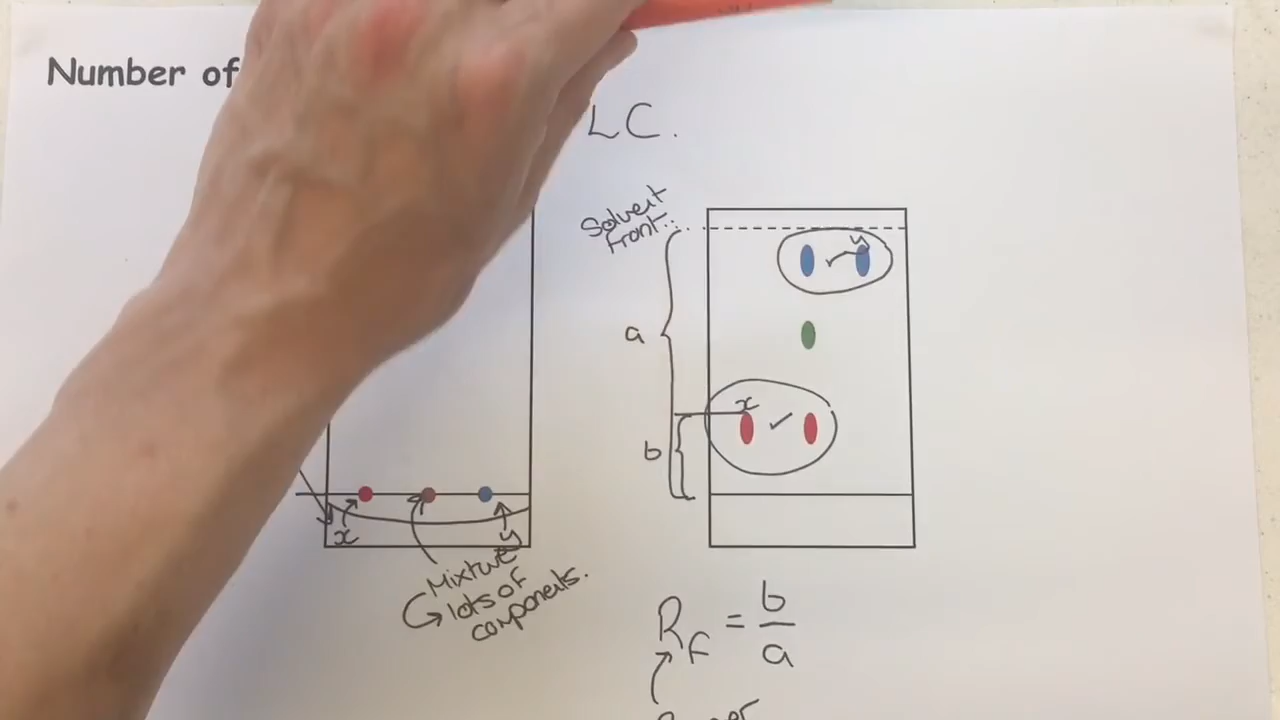 Number of
LC.
Solvent
front..
y
a
x
b
x
y
Mixture
lots of
components.
Rf = b
a